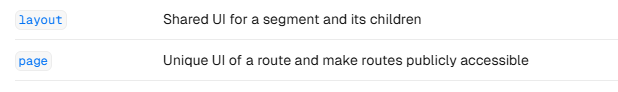 layout Shared UI for a segment and its children
page Unique UI of a route and make routes publicly accessible